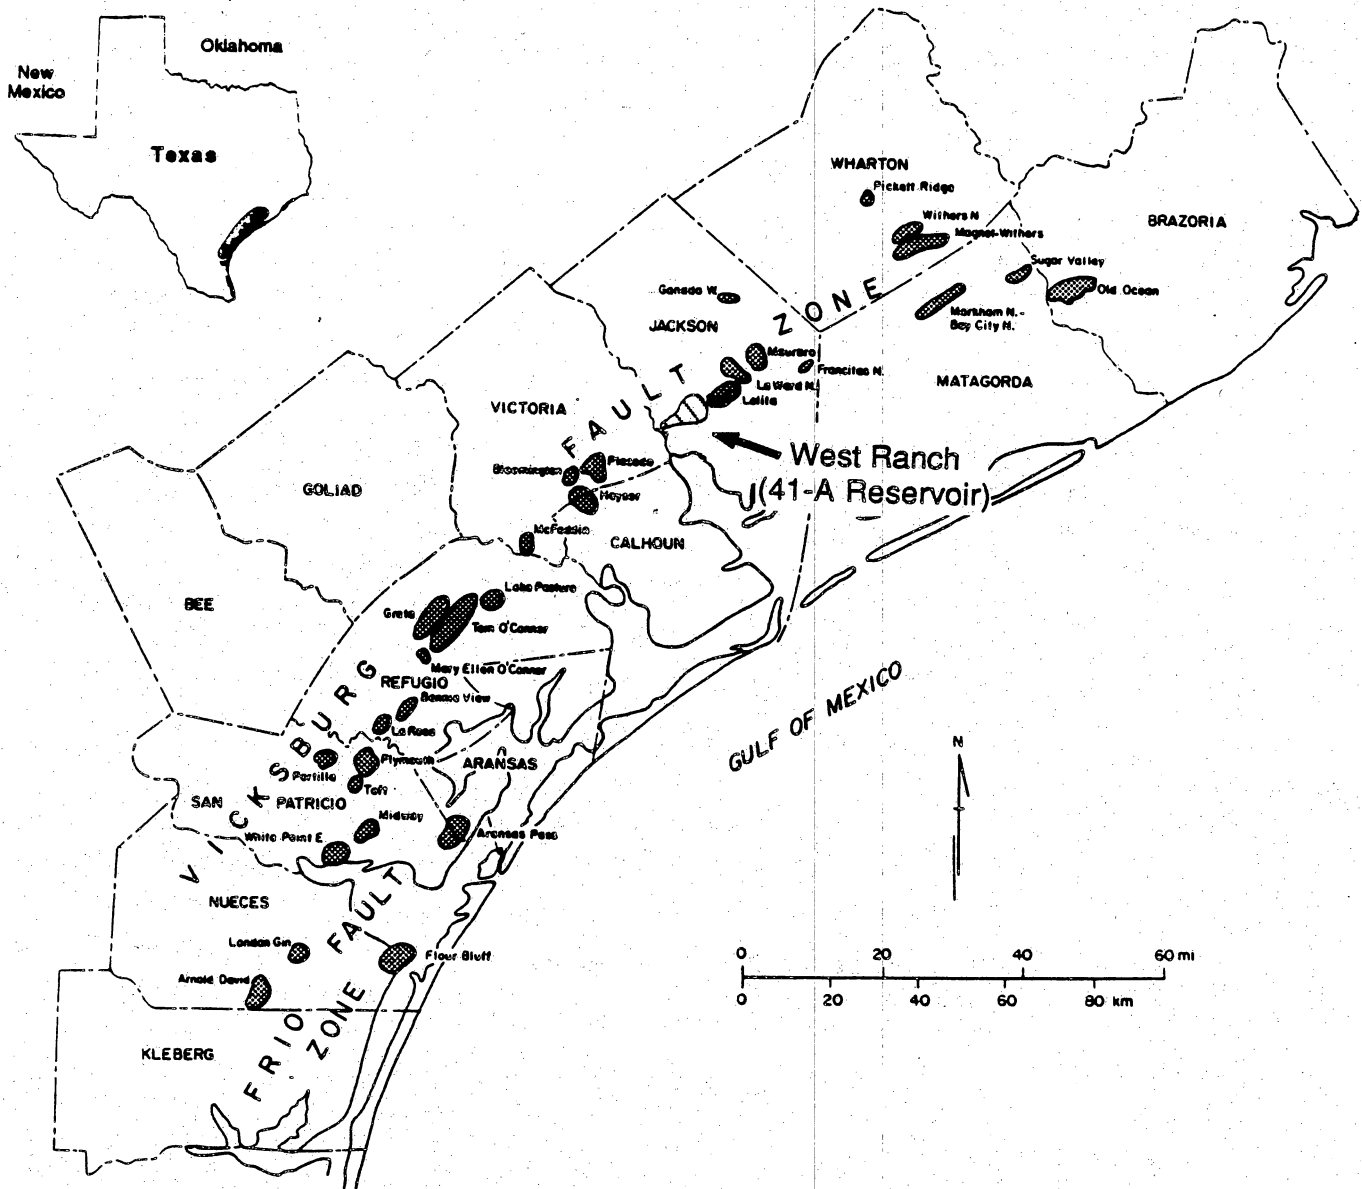 Oklahoma
New
Mexico
Texas
WHARTON
Pickett Ridge
BRAZORIA
Withers N
Magnet-Withers
Sugar Valley
Old Ocean
Ganado W.
JACKSON
Markham N.-
Bay City N.
Maurbro
Francitas N.
MATAGORDA
La Ward N.
Lolita
VICTORIA
VICKSBURG FAULT ZONE
West Ranch
(41-A Reservoir)
Bloomington
Placedo
Heyser
GOLIAD
McFaddin
CALHOUN
BEE
Lake Pasture
Greta
Tom O'Connor
Mary Ellen O'Connor
REFUGIO
Bonnie View
La Rosa
GULF OF MEXICO
N
Portilla
Plymouth
ARANSAS
Taft
SAN PATRICIO
Midway
White Point E.
Aransas Pass
NUECES
FRIO FAULT
ZONE
London Gin
Flour Bluff
Arnold David
KLEBERG
0 20 40 60 mi
0 20 40 60 80 km